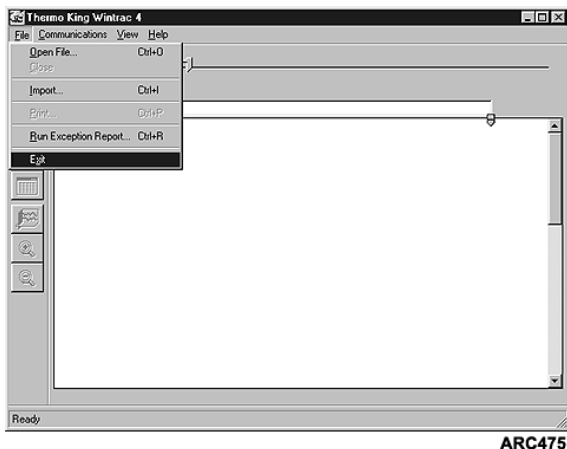 Thermo King Wintrac 4
File Communications View Help
Open File... Ctrl+O
Close
Import... Ctrl+I
Print... Ctrl+P
Run Exception Report... Ctrl+R
Exit
Ready
ARC475